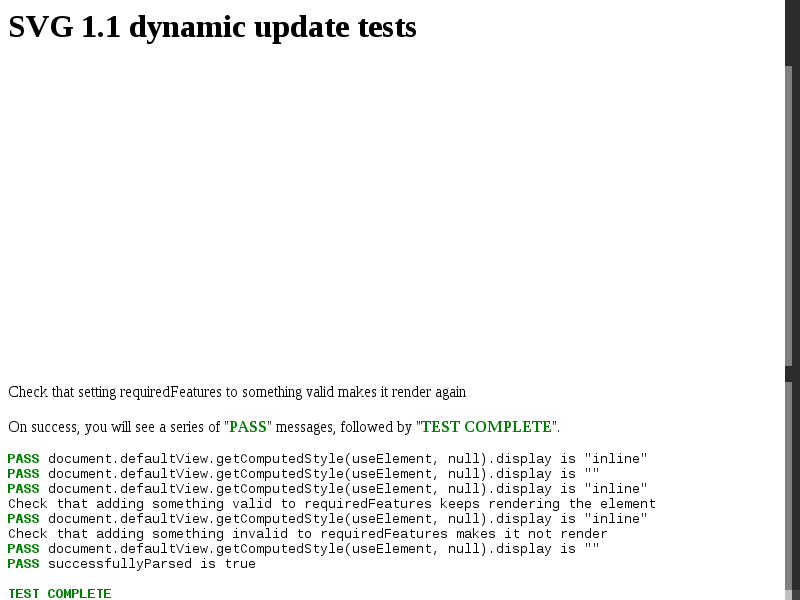 SVG 1.1 dynamic update tests
Check that setting requiredFeatures to something valid makes it render again
On success, you will see a series of "PASS" messages, followed by "TEST COMPLETE".
PASS document.defaultView.getComputedStyle(useElement, null).display is "inline"
PASS document.defaultView.getComputedStyle(useElement, null).display is ""
PASS document.defaultView.getComputedStyle(useElement, null).display is "inline"
Check that adding something valid to requiredFeatures keeps rendering the element
PASS document.defaultView.getComputedStyle(useElement, null).display is "inline"
Check that adding something invalid to requiredFeatures makes it not render
PASS document.defaultView.getComputedStyle(useElement, null).display is ""
PASS successfullyParsed is true
TEST COMPLETE